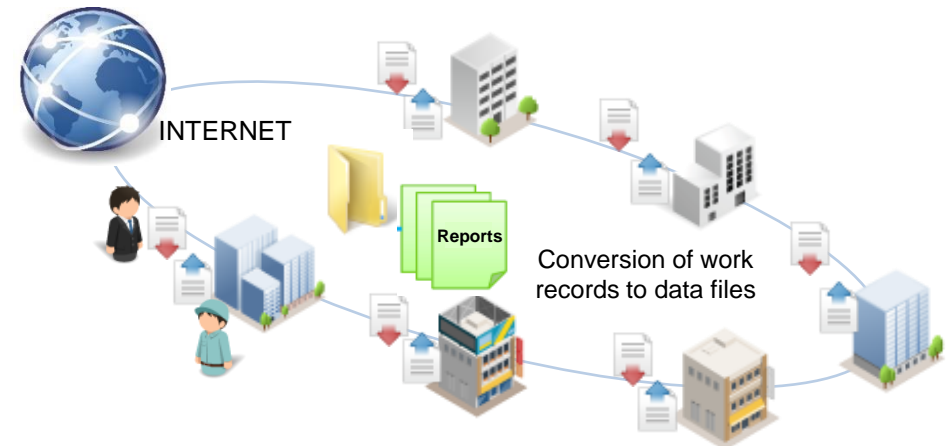 INTERNET
Reports
Conversion of work
records to data files